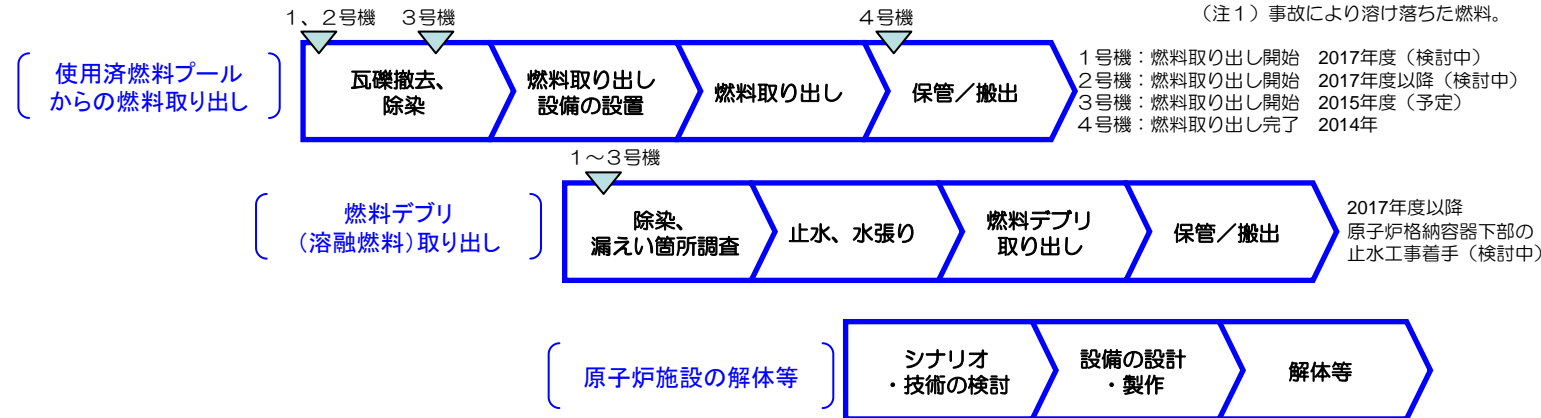 (注1)事故により溶け落ちた燃料。
1、2号機
3号機
4号機
使用済燃料プール
からの燃料取り出し
瓦礫撤去、
除染
燃料取り出し
設備の設置
燃料取り出し
保管/搬出
1号機:燃料取り出し開始 2017年度(検討中)
2号機:燃料取り出し開始 2017年度以降(検討中)
3号機:燃料取り出し開始 2015年度(予定)
4号機:燃料取り出し完了 2014年
1~3号機
燃料デブリ
(溶融燃料)取り出し
除染、
漏えい箇所調査
止水、水張り
燃料デブリ
取り出し
保管/搬出
2017年度以降
原子炉格納容器下部の
止水工事着手(検討中)
原子炉施設の解体等
シナリオ
・技術の検討
設備の設計
・製作
解体等